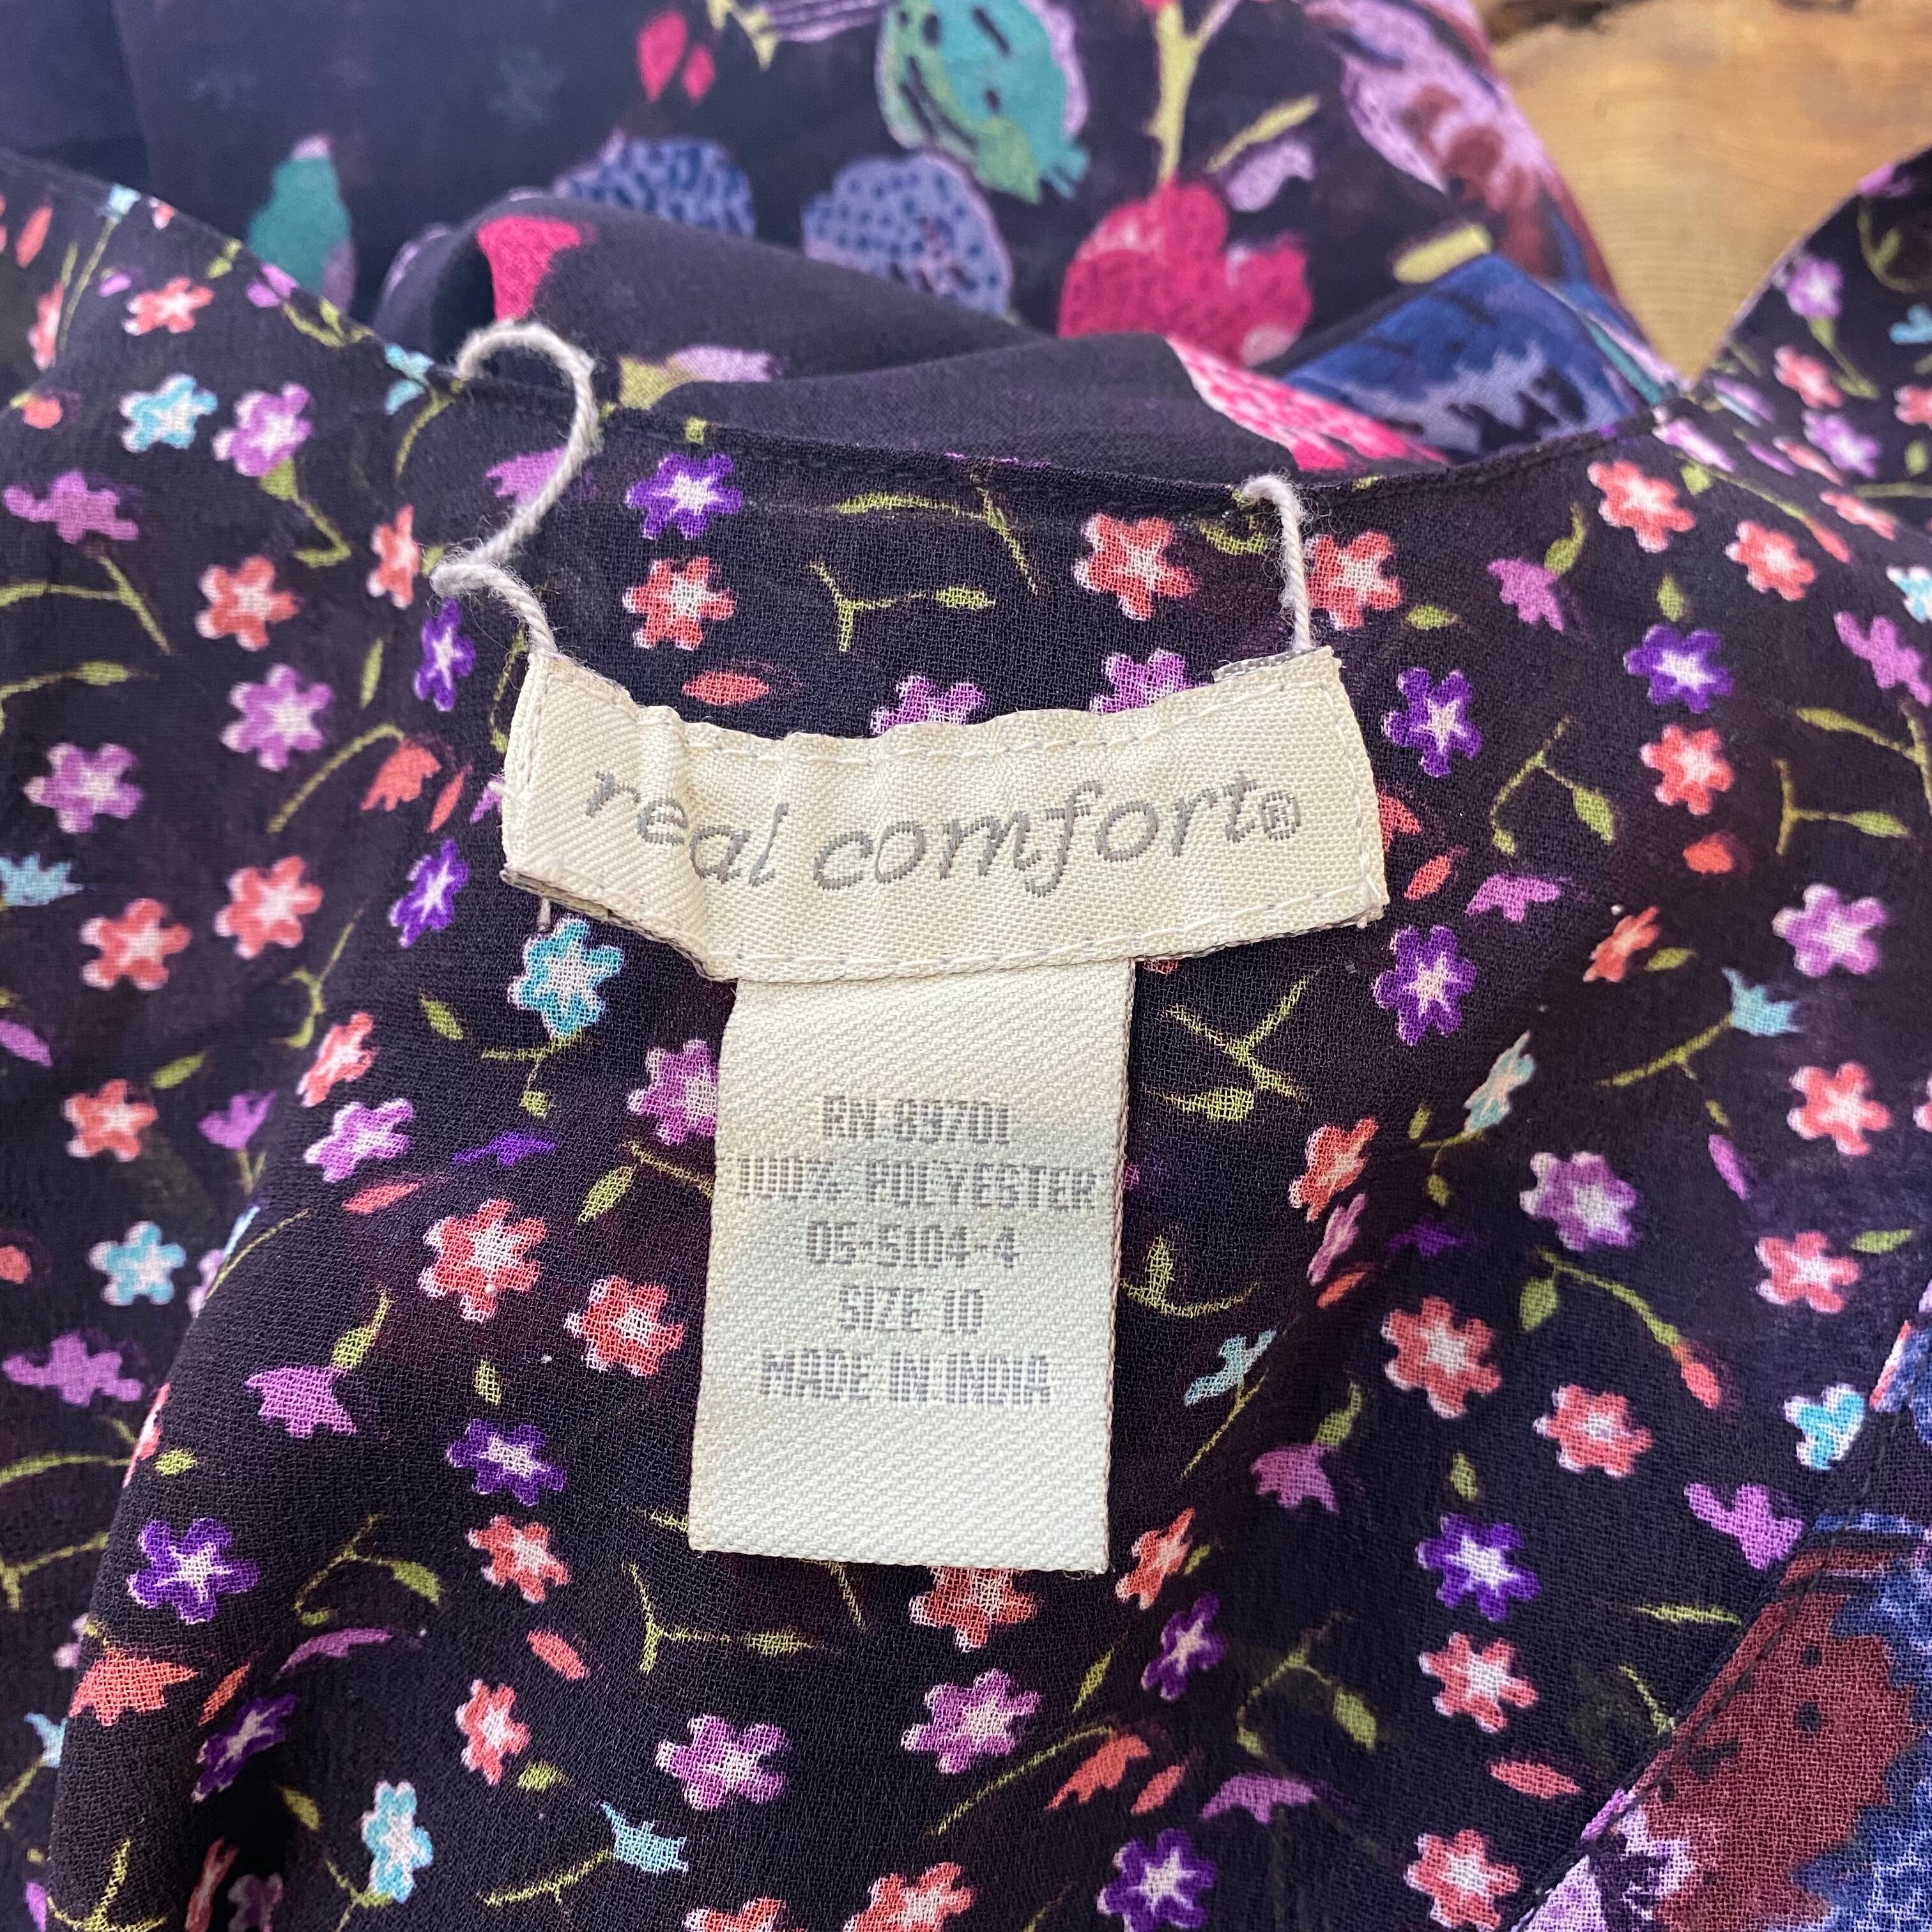 real comfort®
RN 89701
100% POLYESTER
05-5104-4
SIZE 10
MADE IN INDIA